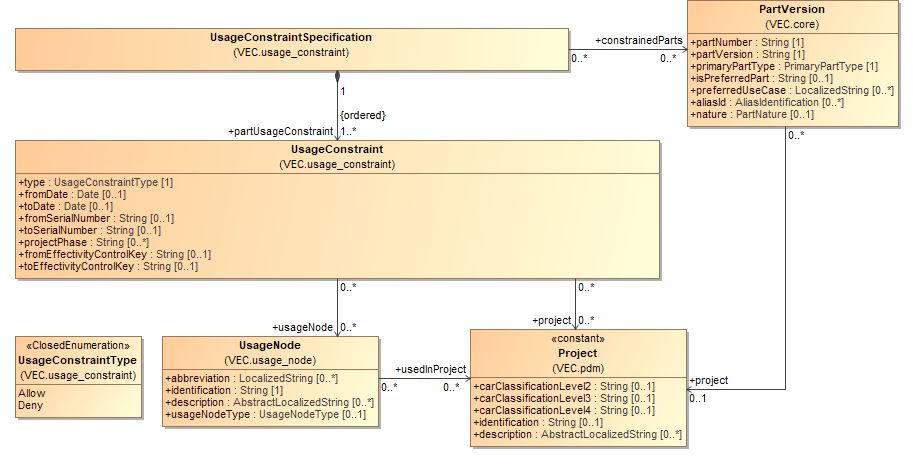 UsageConstraintSpecification
(VEC.usage_constraint)
+constrainedParts
0..*
0..*
PartVersion
(VEC.core)
+partNumber : String [1]
+partVersion : String [1]
+primaryPartType : PrimaryPartType [1]
+isPreferredPart : String [0..1]
+preferredUseCase : LocalizedString [0..*]
+aliasId : AliasIdentification [0..*]
+nature : PartNature [0..1]
0..*
1
{ordered}
+partUsageConstraint
1..*
UsageConstraint
(VEC.usage_constraint)
+type : UsageConstraintType [1]
+fromDate : Date [0..1]
+toDate : Date [0..1]
+fromSerialNumber : String [0..1]
+toSerialNumber : String [0..1]
+projectPhase : String [0..*]
+fromEffectivityControlKey : String [0..1]
+toEffectivityControlKey : String [0..1]
0..*
0..*
+usageNode
0..*
+project
0..*
«ClosedEnumeration»
UsageConstraintType
(VEC.usage_constraint)
Allow
Deny
UsageNode
(VEC.usage_node)
+abbreviation : LocalizedString [0..*]
+identification : String [1]
+description : AbstractLocalizedString [0..*]
+usageNodeType : UsageNodeType [0..1]
+usedInProject
0..*
0..*
«constant»
Project
(VEC.pdm)
+carClassificationLevel2 : String [0..1]
+carClassificationLevel3 : String [0..1]
+carClassificationLevel4 : String [0..1]
+identification : String [0..1]
+description : AbstractLocalizedString [0..*]
+project
0..1